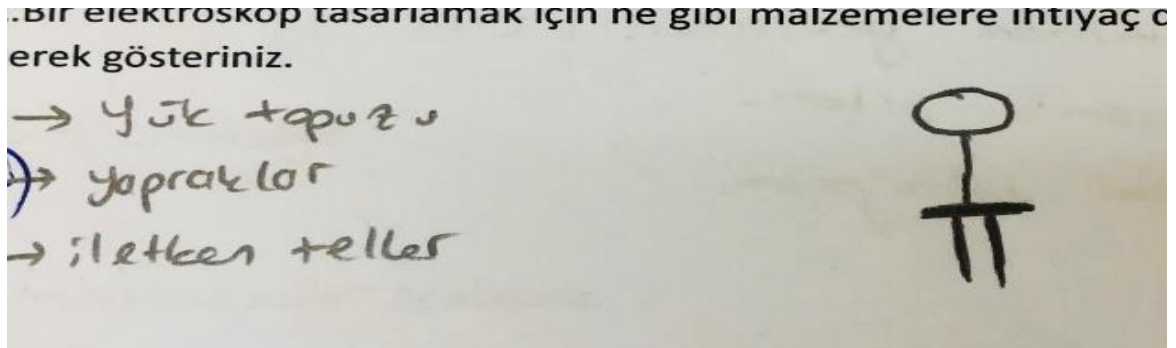 .Bir elektroskop tasarlamak için ne gibi malzemelere ihtiyaç
erek gösteriniz.
→ Yük topuzu
→ yapraklar
→ iletken teller